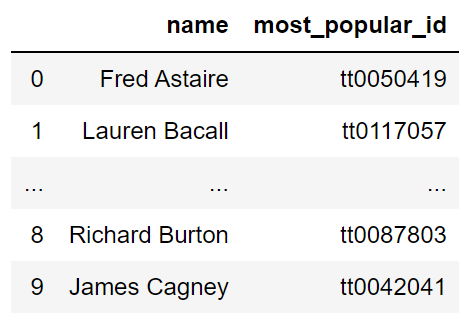 name most_popular_id
0 Fred Astaire tt0050419
1 Lauren Bacall tt0117057
... ... ...
8 Richard Burton tt0087803
9 James Cagney tt0042041